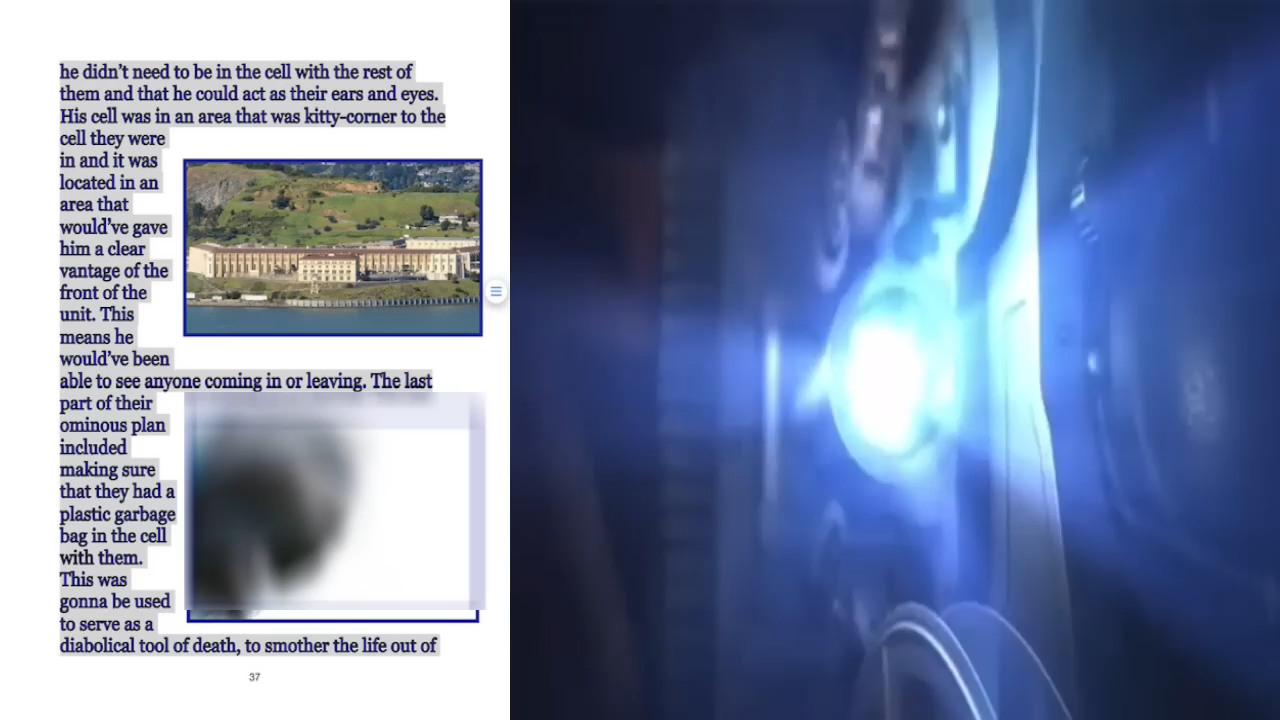 he didn’t need to be in the cell with the rest of
them and that he could act as their ears and eyes.
His cell was in an area that was kitty-corner to the
cell they were
in and it was
located in an
area that
would’ve gave
him a clear
vantage of the
front of the
unit. This
means he
would’ve been
able to see anyone coming in or leaving. The last
part of their
ominous plan
included
making sure
that they had a
plastic garbage
bag in the cell
with them.
This was
gonna be used
to serve as a
diabolical tool of death, to smother the life out of
37